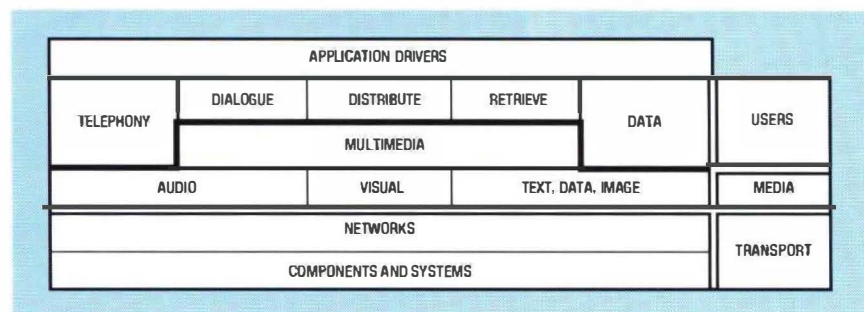 APPLICATION DRIVERS
TELEPHONY
DIALOGUE
DISTRIBUTE
RETRIEVE
DATA
USERS
MULTIMEDIA
AUDIO
VISUAL
TEXT, DATA, IMAGE
MEDIA
NETWORKS
TRANSPORT
COMPONENTS AND SYSTEMS